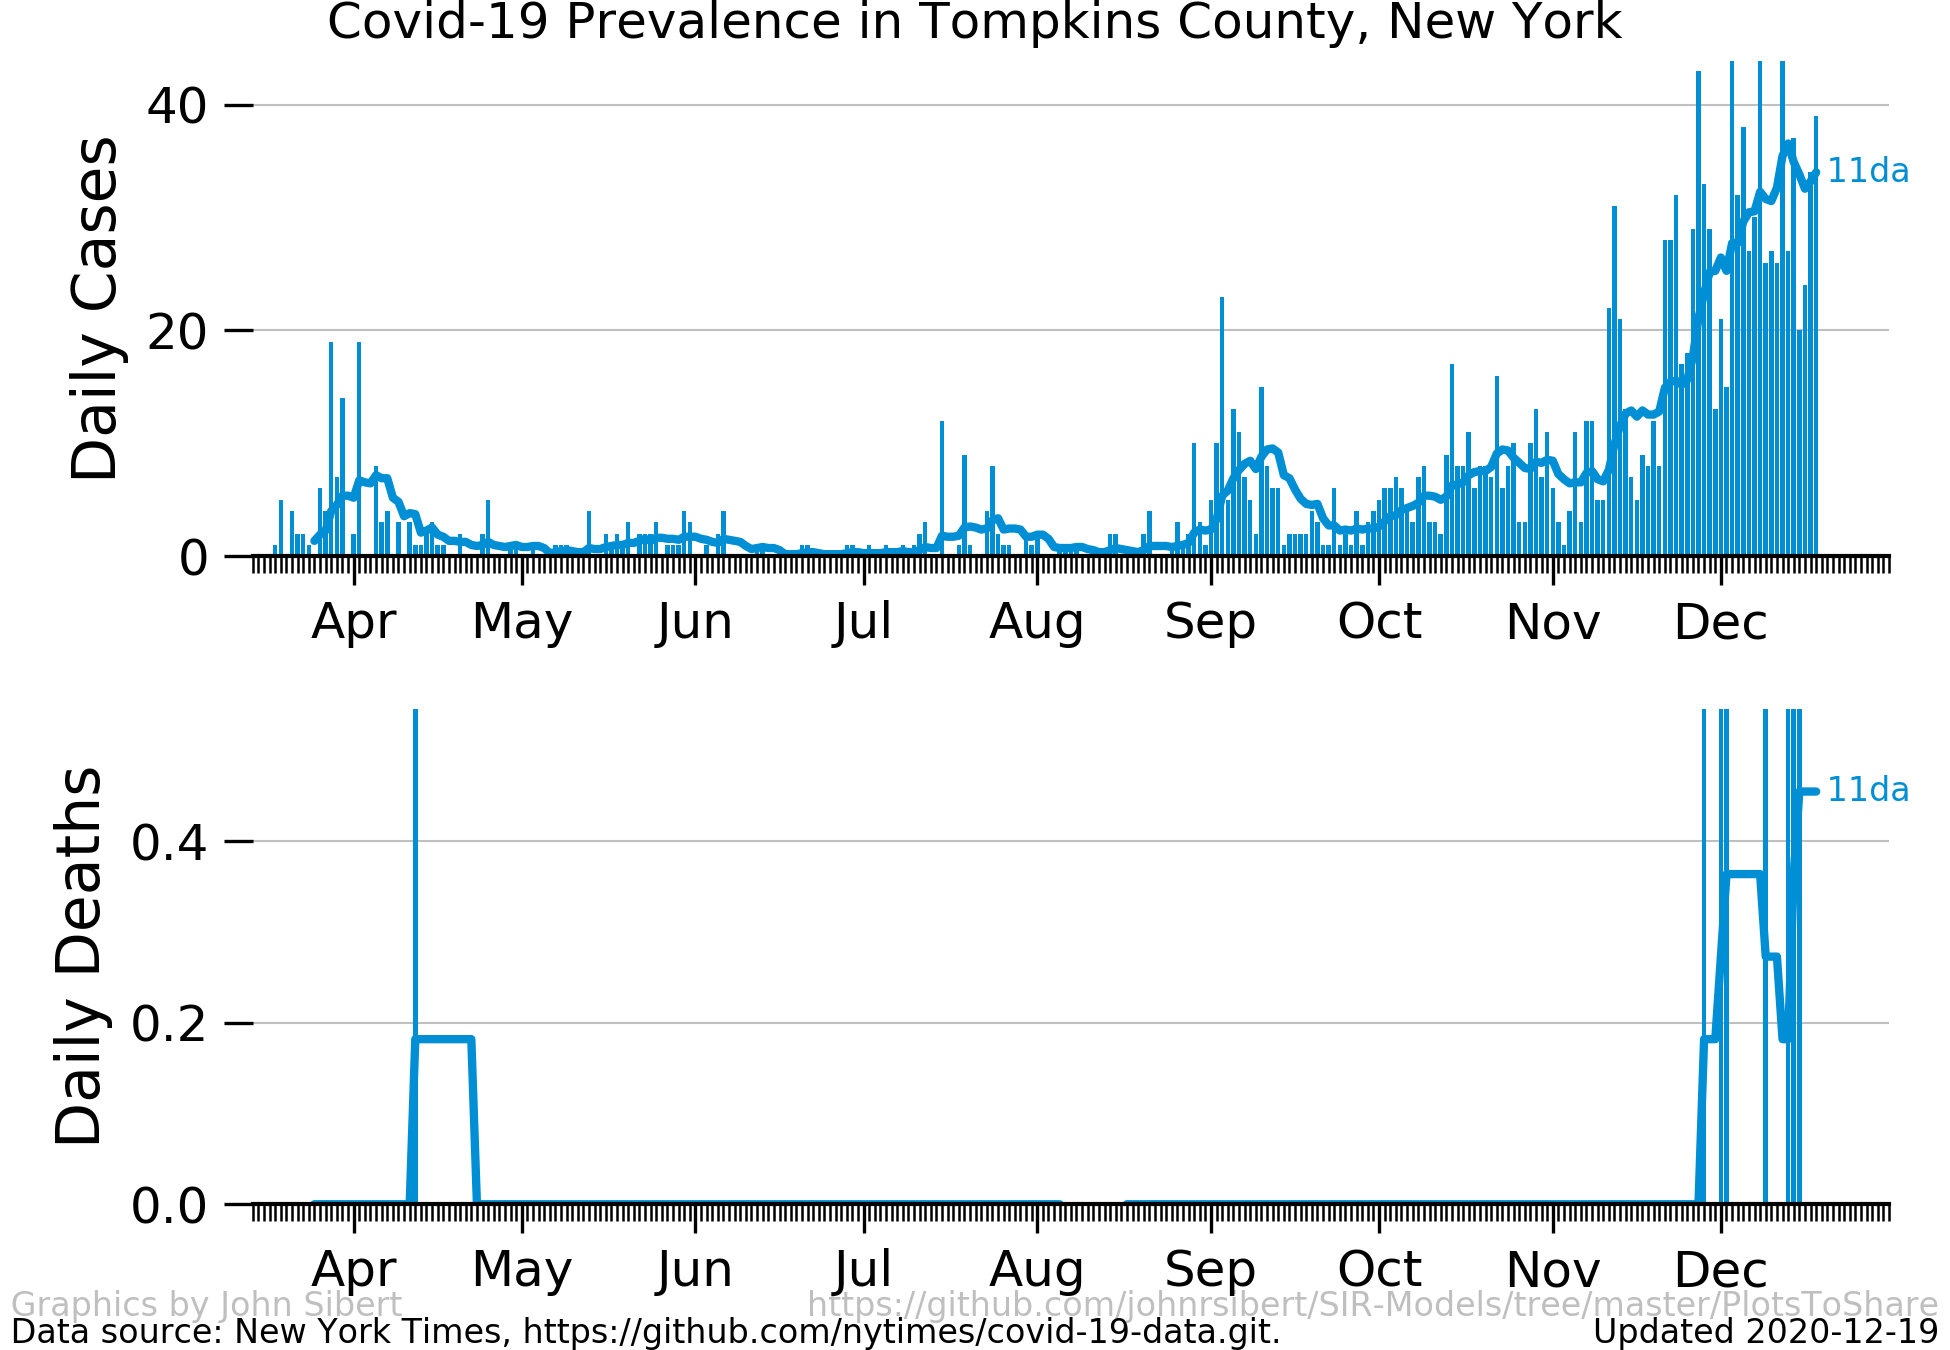 Covid-19 Prevalence in Tompkins County, New York
Daily Cases
40
20
0
11da
Apr May Jun Jul Aug Sep Oct Nov Dec
Daily Deaths
0.4
0.2
0.0
11da
Apr May Jun Jul Aug Sep Oct Nov Dec
Graphics by John Sibert https://github.com/johnrsibert/SIR-Models/tree/master/PlotsToShare
Data source: New York Times, https://github.com/nytimes/covid-19-data.git. Updated 2020-12-19